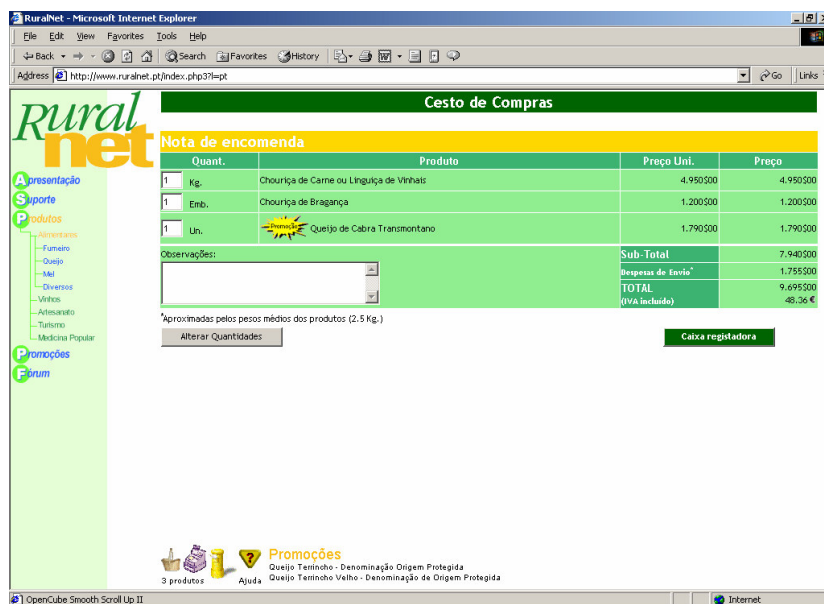 RuralNet - Microsoft Internet Explorer
File Edit View Favorites Tools Help
Back Search Favorites History
Address http://www.ruralnet.pt/index.php3?l=pt Go Links
Rural
net
Cesto de Compras
Nota de encomenda
Quant. Produto Preço Uni. Preço
1 Kg. Chouriça de Carne ou Linguiça de Vinhais 4.950$00 4.950$00
1 Emb. Chouriça de Bragança 1.200$00 1.200$00
1 Un. Promoção Queijo de Cabra Transmontano 1.790$00 1.790$00
Observações: Sub-Total 7.940$00
Despesas de Envio* 1.755$00
TOTAL 9.695$00
(IVA incluído) 48.36 €
*Aproximadas pelos pesos médios dos produtos (2.5 Kg.)
Alterar Quantidades Caixa registadora
Apresentação
Suporte
Produtos
Alimentares
Fumeiro
Queijo
Mel
Diversos
Vinhos
Artesanato
Turismo
Medicina Popular
Promoções
Fórum
3 produtos ? Ajuda
Promoções
Queijo Terrincho - Denominação Origem Protegida
Queijo Terrincho Velho - Denominação de Origem Protegida
OpenCube Smooth Scroll Up II Internet